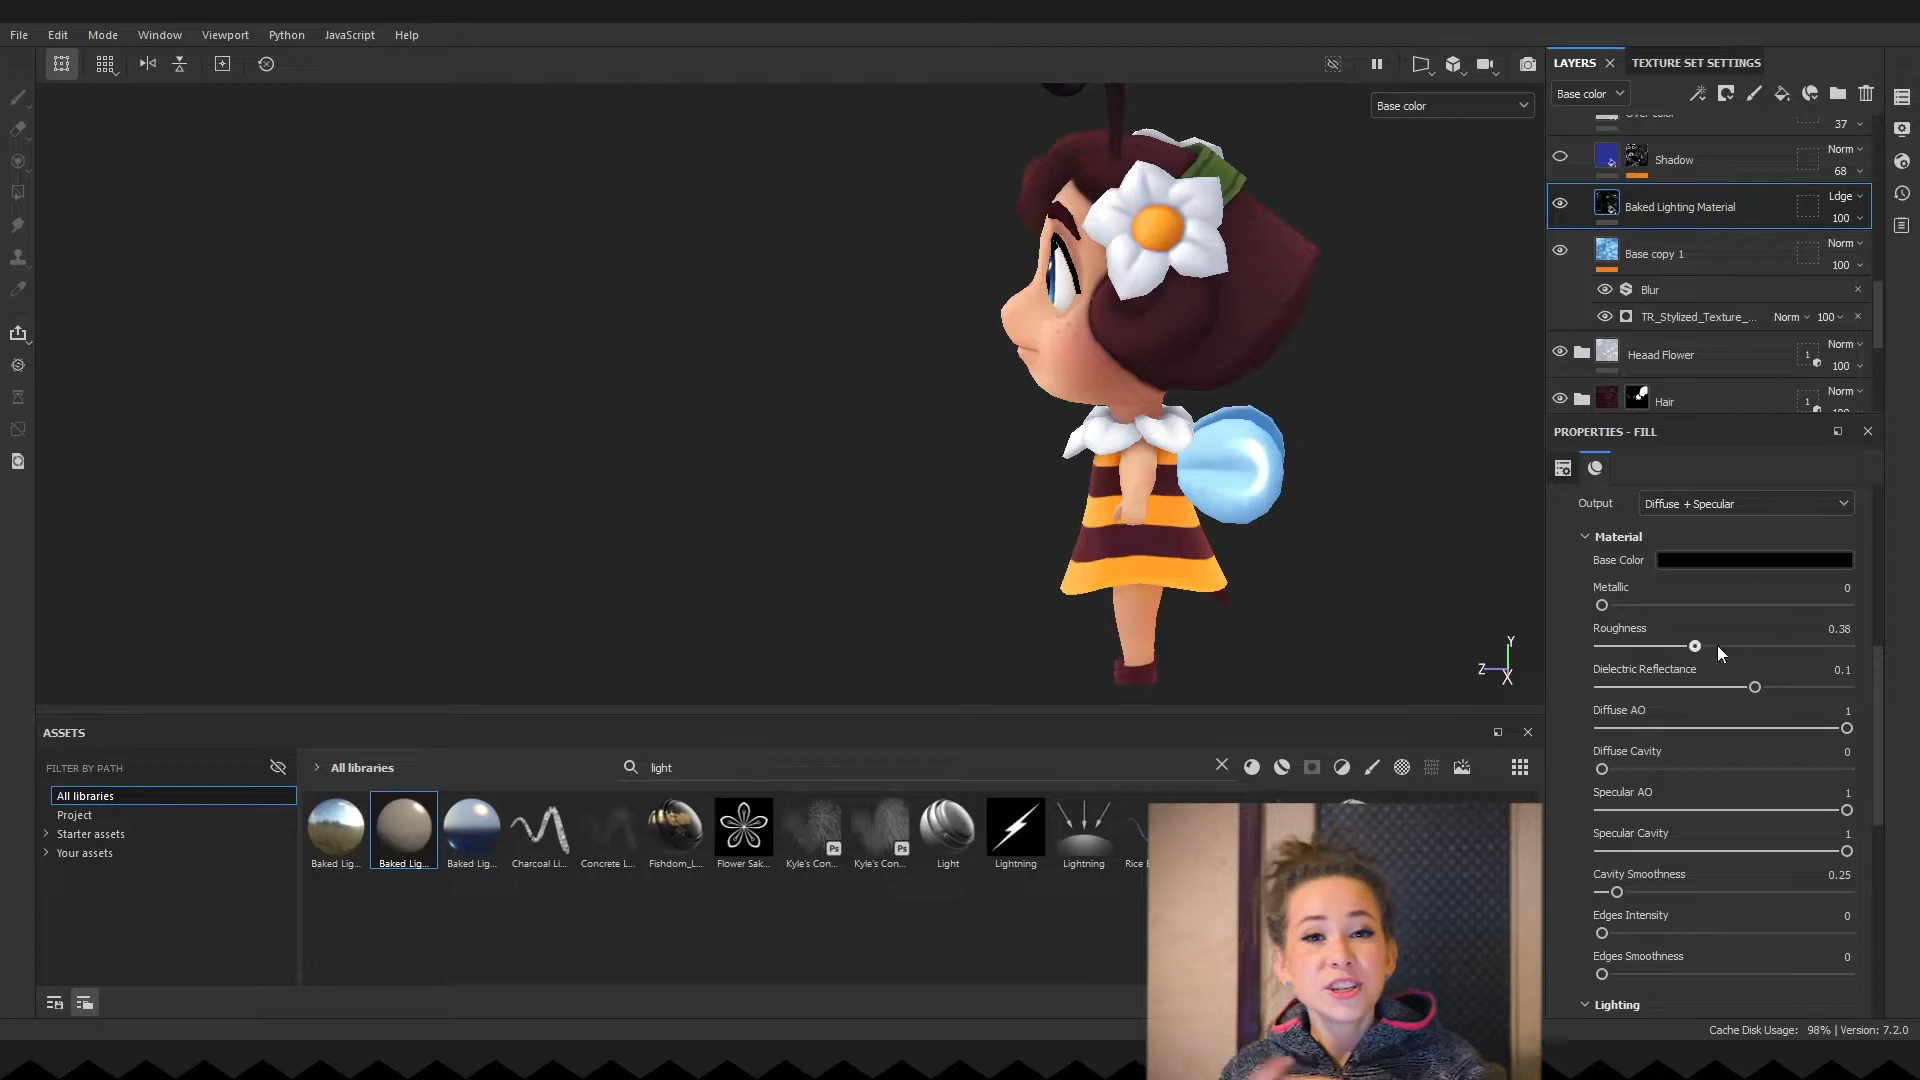 File Edit Mode Window Viewport Python JavaScript Help
LAYERS TEXTURE SET SETTINGS
Base color
Base color
37
Shadow
Norm
68
Baked Lighting Material
Ldge
100
Base copy 1
Norm
100
Blur
TR_Stylized_Texture_... Norm 100
Heaad Flower
1
Norm
100
Hair
1
Norm
PROPERTIES - FILL
Output Diffuse + Specular
Material
Base Color
Metallic 0
Roughness 0.38
Dielectric Reflectance 0.1
Diffuse AO 1
Diffuse Cavity 0
Specular AO 1
Specular Cavity 1
Cavity Smoothness 0.25
Edges Intensity 0
Edges Smoothness 0
Lighting
Y
Z
X
ASSETS
FILTER BY PATH
All libraries
Project
Starter assets
Your assets
All libraries
light
Baked Lig... Baked Lig... Baked Lig... Charcoal Li... Concrete L... Fishdom_L... Flower Sak... Kyle's Con... Kyle's Con... Light Lightning Lightning Rice
Ps
Ps
Cache Disk Usage: 98% | Version: 7.2.0